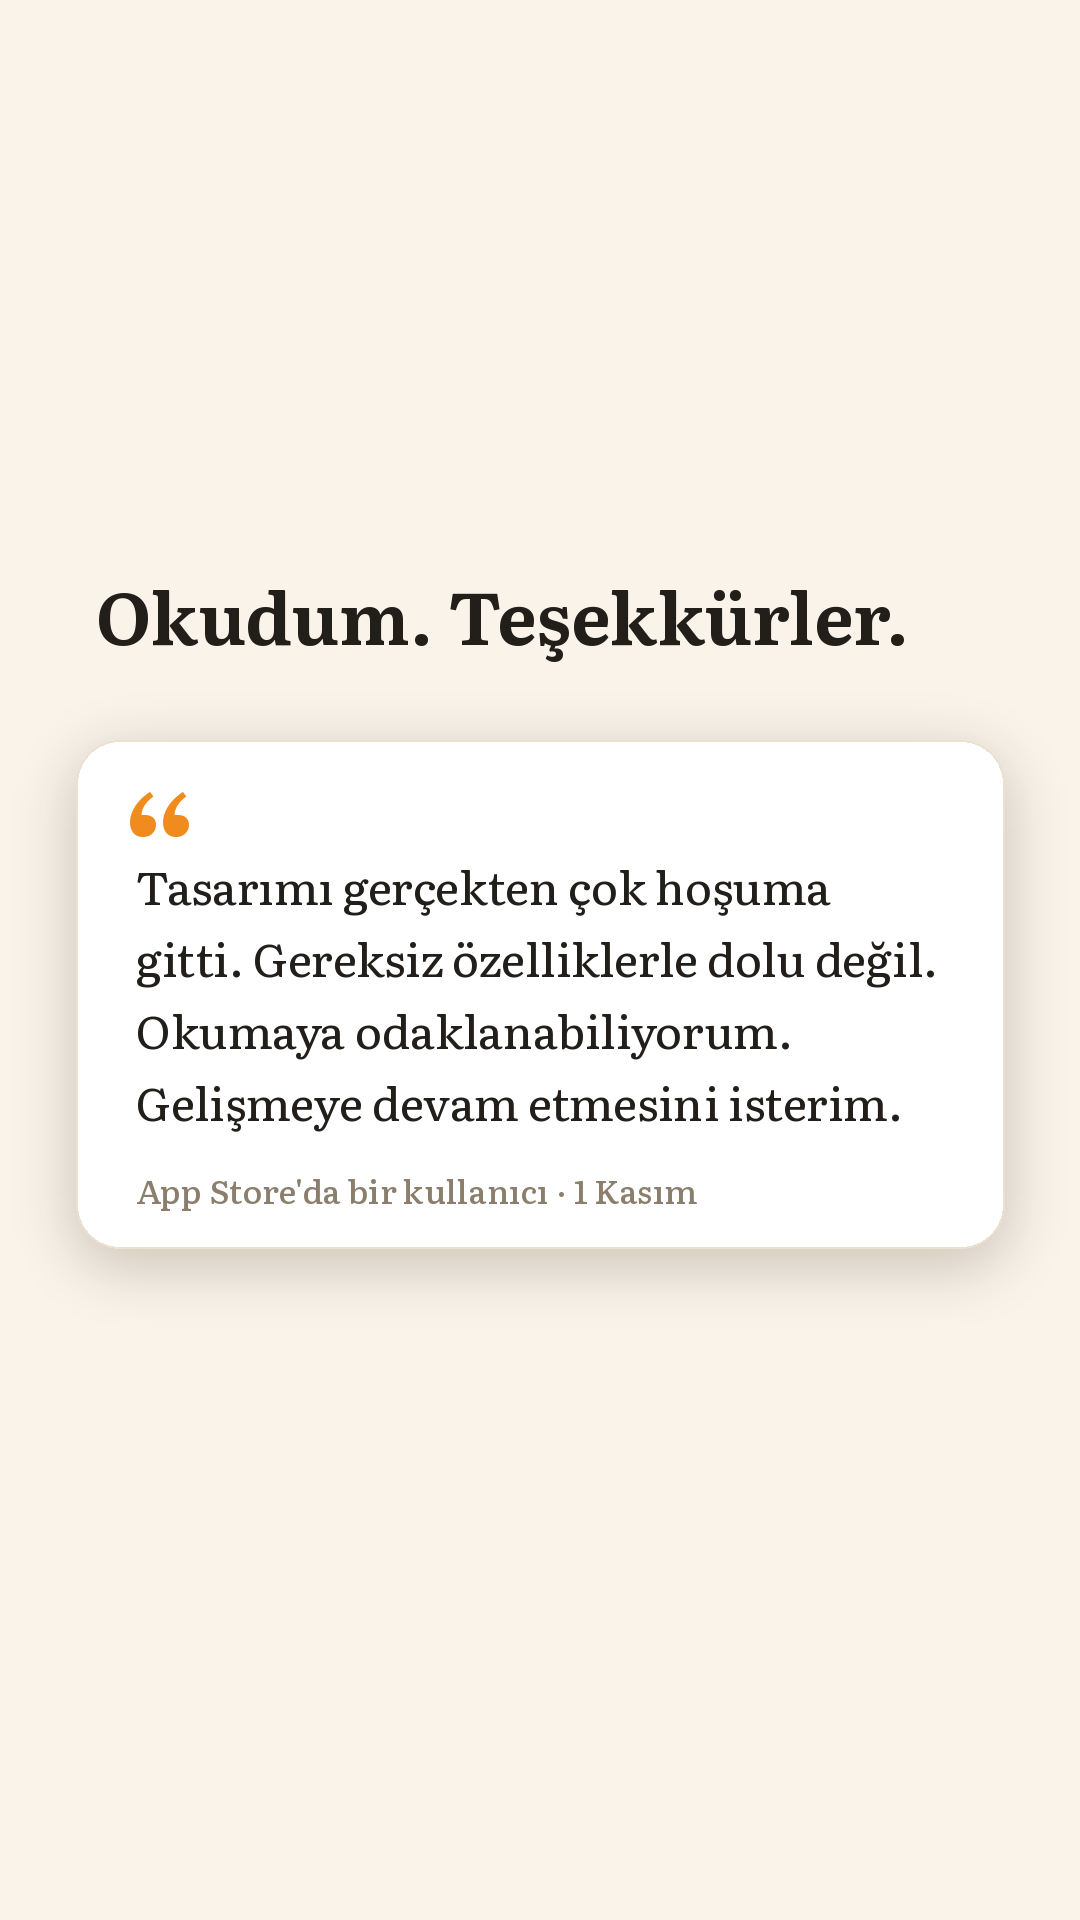 Okudum. Teşekkürler.
“
Tasarımı gerçekten çok hoşuma
gitti. Gereksiz özelliklerle dolu değil.
Okumaya odaklanabiliyorum.
Gelişmeye devam etmesini isterim.
App Store'da bir kullanıcı · 1 Kasım